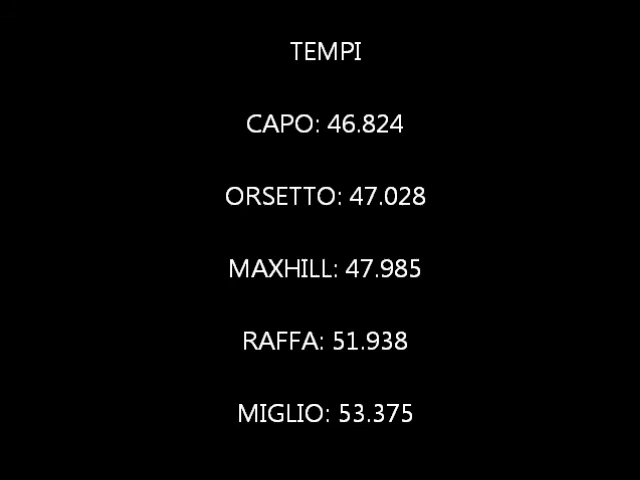 TEMPI
CAPO: 46.824
ORSETTO: 47.028
MAXHILL: 47.985
RAFFA: 51.938
MIGLIO: 53.375